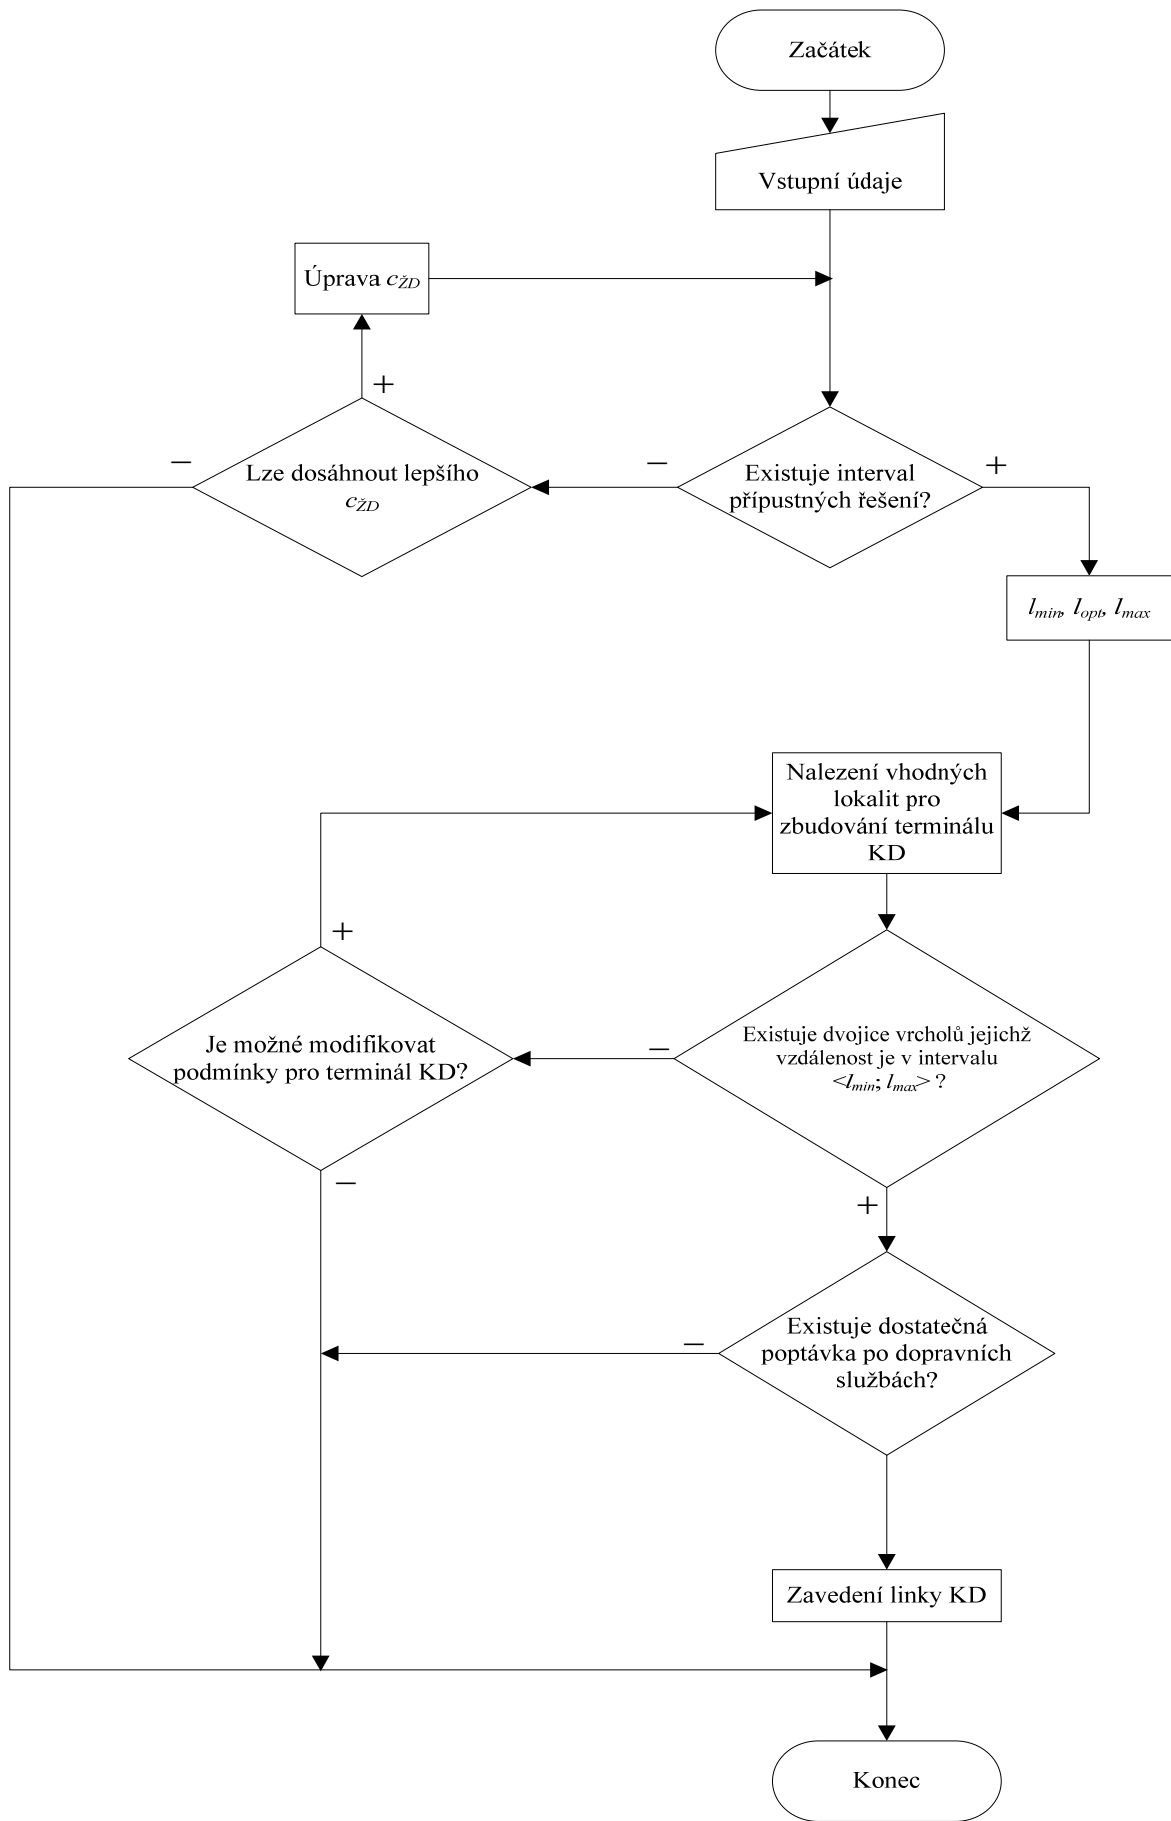 Začátek
Vstupní údaje
Úprava cŽD
+
−
Lze dosáhnout lepšího
cŽD
−
Existuje interval
přípustných řešení?
+
lmin, lopt, lmax
Nalezení vhodných
lokalit pro
zbudování terminálu
KD
+
Je možné modifikovat
podmínky pro terminál KD?
−
Existuje dvojice vrcholů jejichž
vzdálenost je v intervalu
<lmin; lmax> ?
−
+
Existuje dostatečná
poptávka po dopravních
službách?
−
Zavedení linky KD
Konec